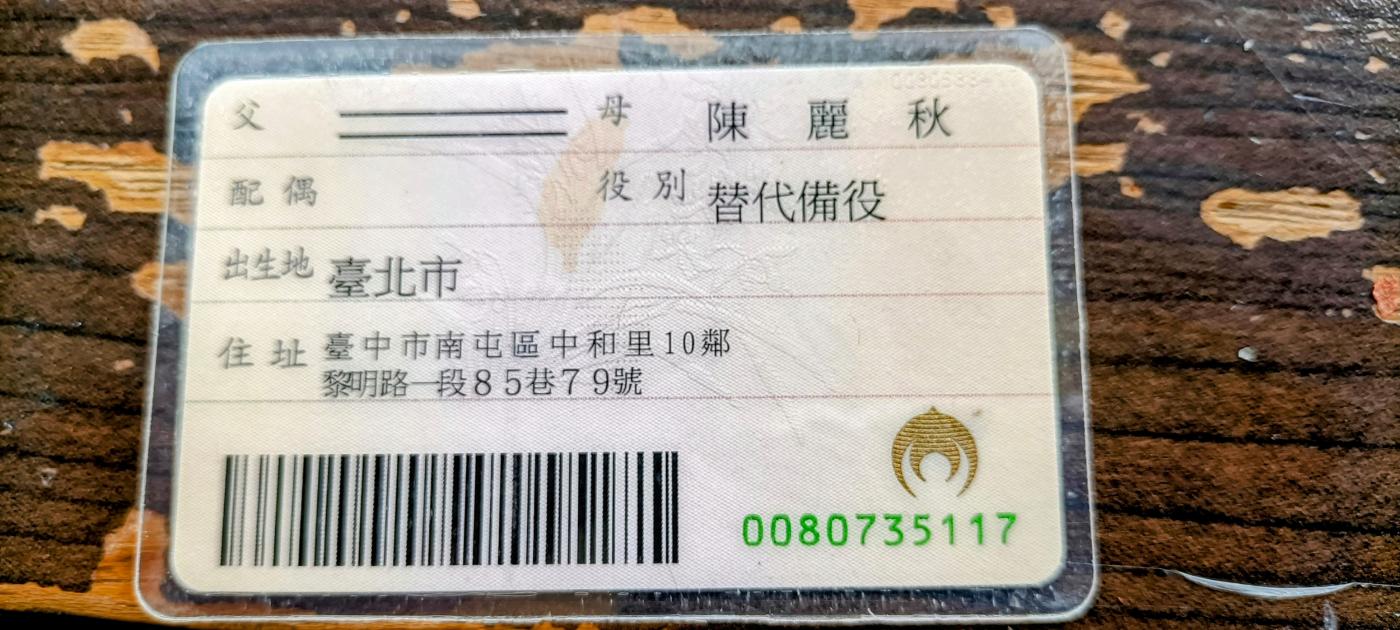 父 母 陳麗秋
配偶 役別 替代備役
出生地 臺北市
住址 臺中市南屯區中和里10鄰
黎明路一段85巷79號
0080735117